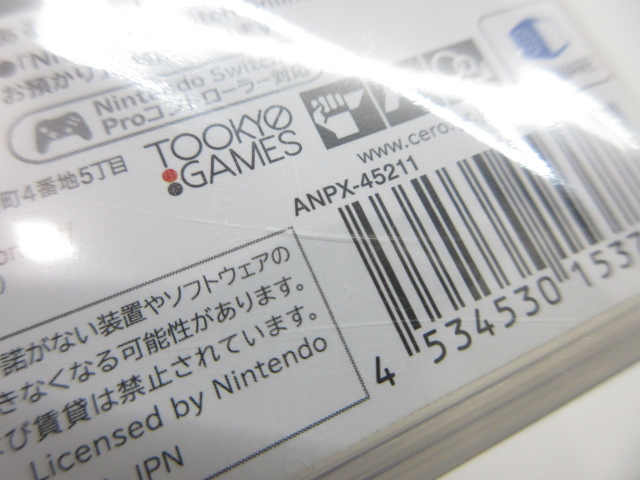 お預かり
Nintendo Switch
Proコントローラー対応
町4番地5丁目
TOOKYO
GAMES
www.cero.
ANPX-45211
4 534530 1537
諾がない装置やソフトウェアの
きなくなる可能性があります。
び賃貸は禁止されています。
Licensed by Nintendo
JPN